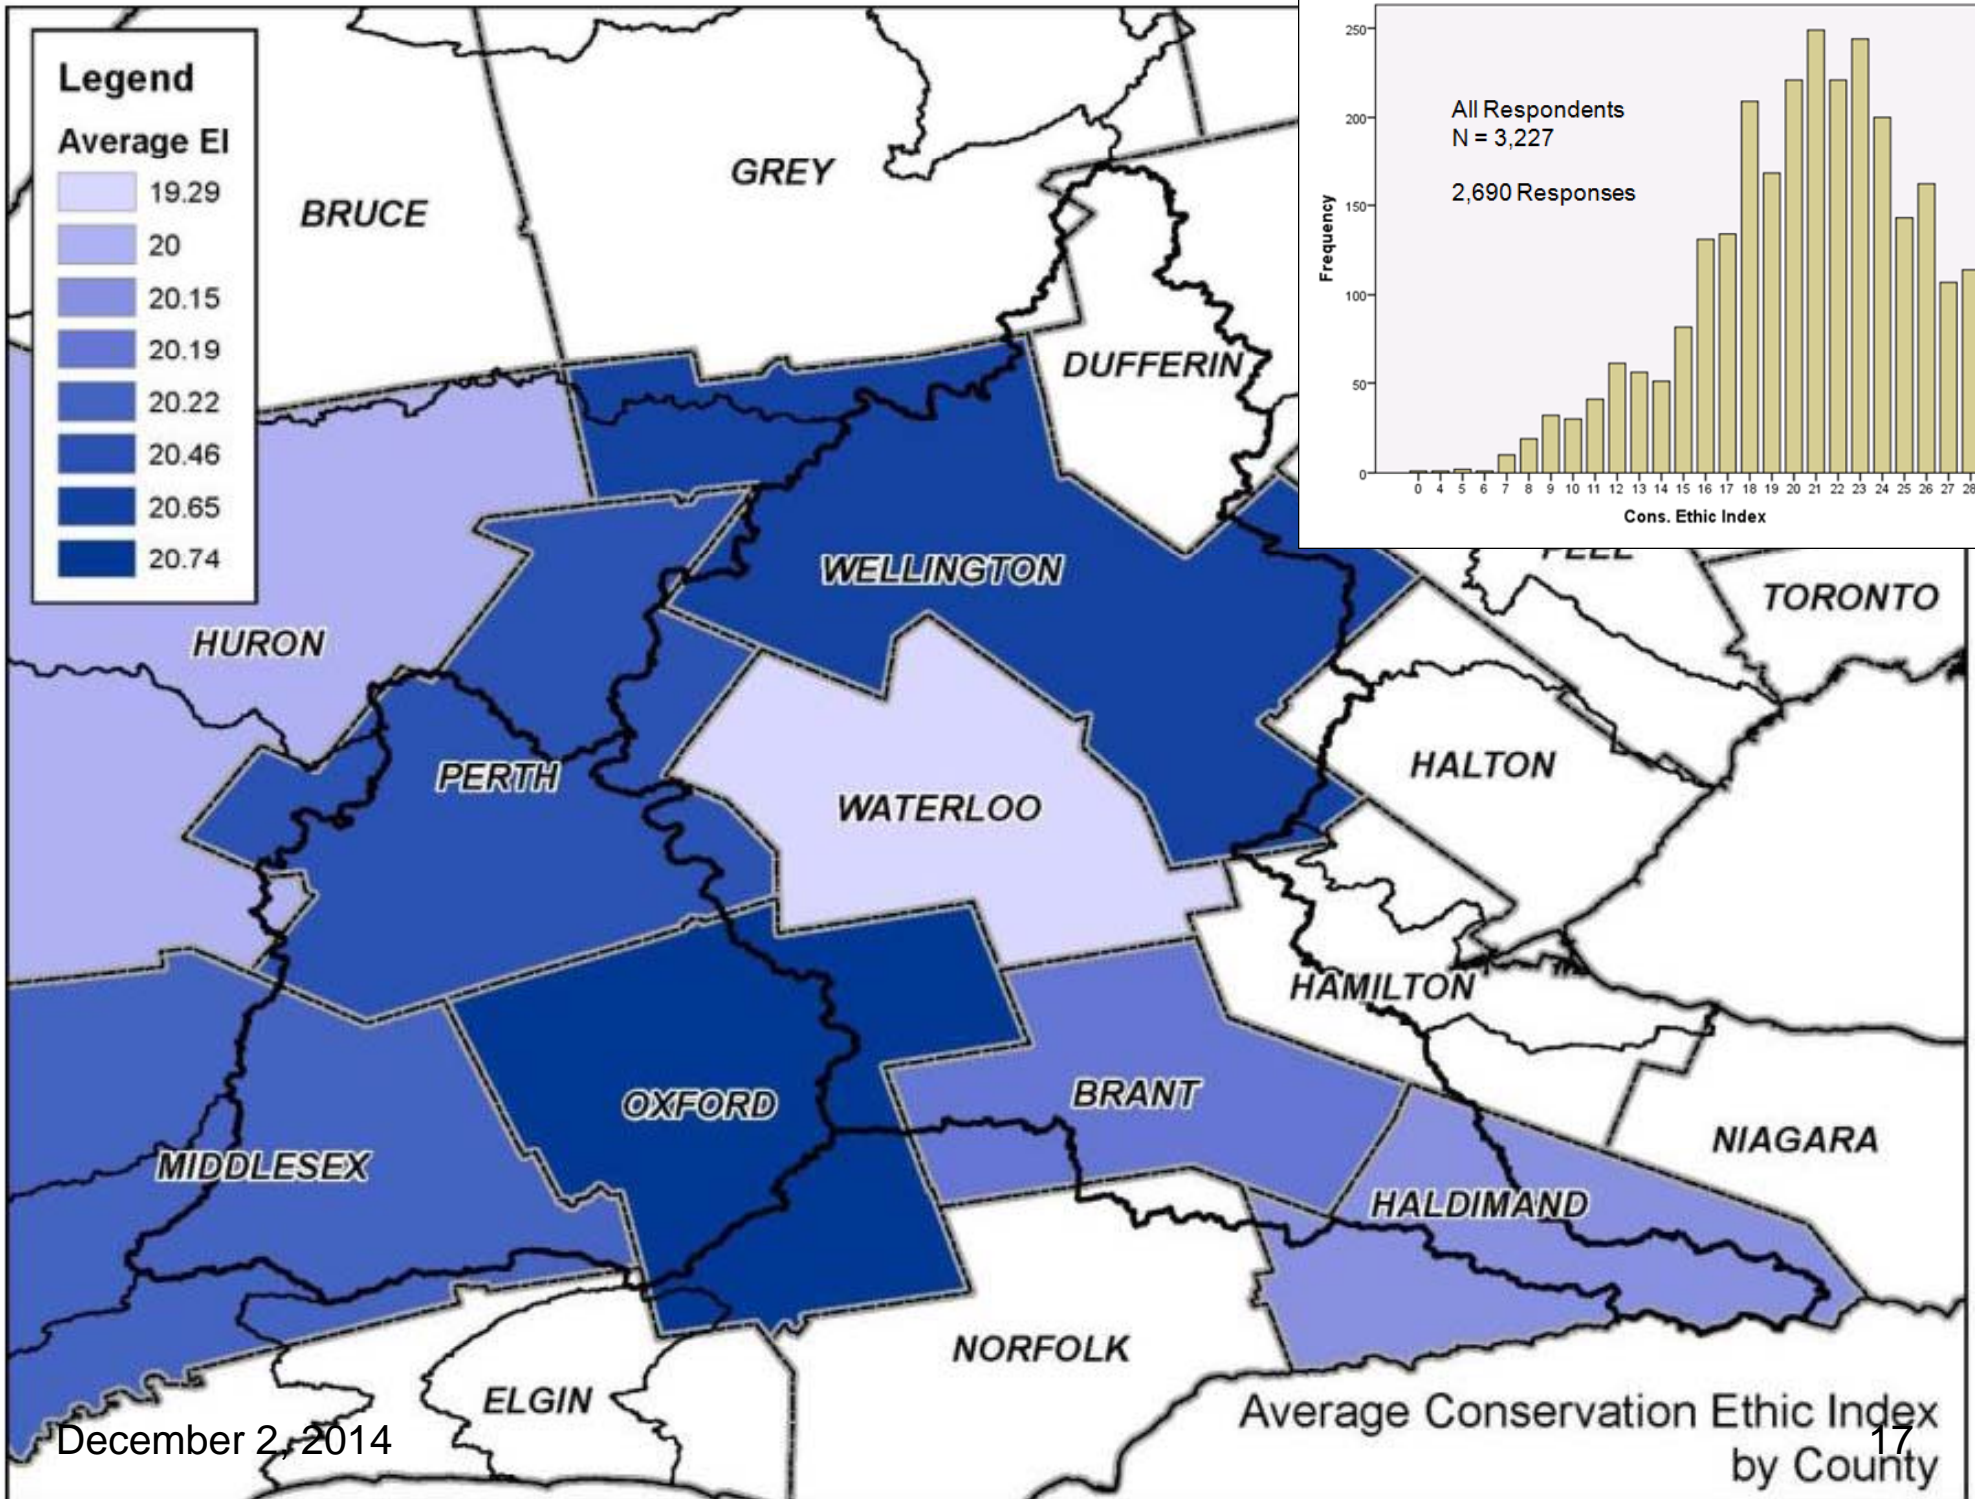 Legend
Average EI
19.29
20
20.15
20.19
20.22
20.46
20.65
20.74
250
200
150
100
50
0
Frequency
All Respondents
N = 3,227
2,690 Responses
0 4 5 6 7 8 9 10 11 12 13 14 15 16 17 18 19 20 21 22 23 24 25 26 27 28
Cons. Ethic Index
GREY
BRUCE
DUFFERIN
WELLINGTON
PEEL
TORONTO
HURON
PERTH
HALTON
WATERLOO
HAMILTON
OXFORD
BRANT
NIAGARA
MIDDLESEX
HALDIMAND
NORFOLK
ELGIN
December 2, 2014
Average Conservation Ethic Index
by County
17